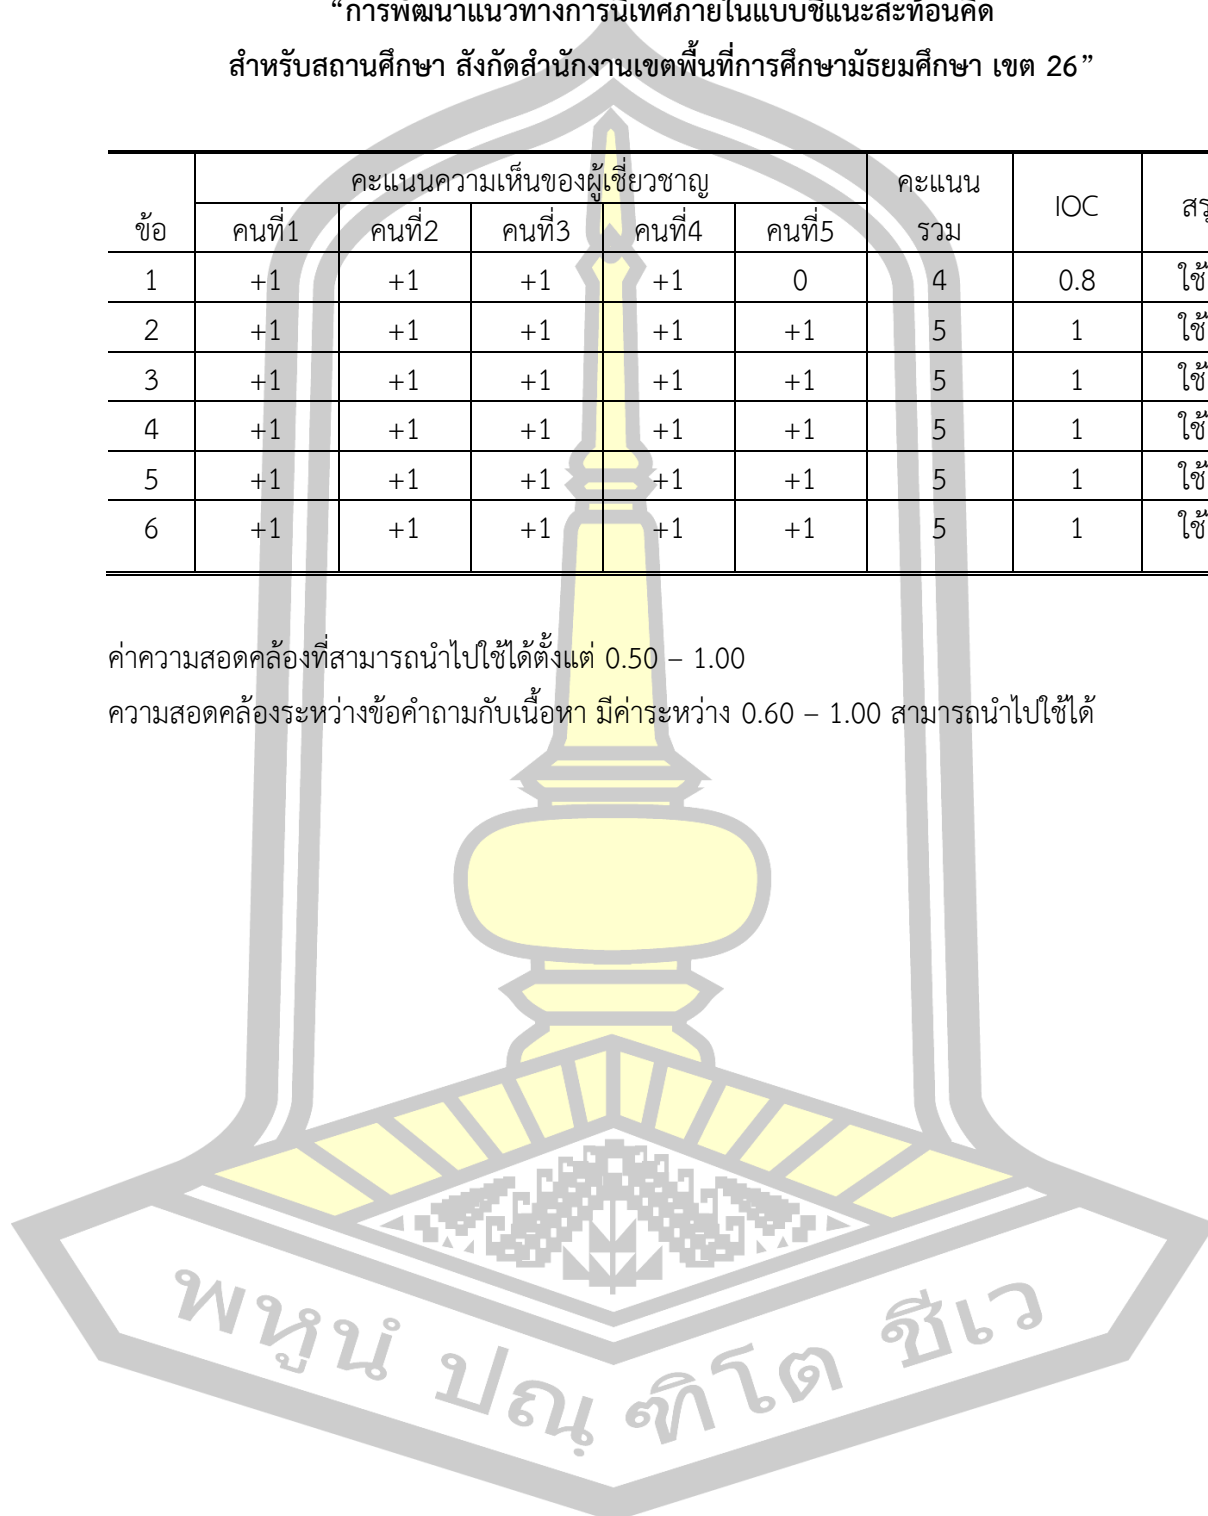 “การพัฒนาแนวทางการนิเทศภายในแบบชี้แนะสะท้อนคิด
สำหรับสถานศึกษา สังกัดสำนักงานเขตพื้นที่การศึกษามัธยมศึกษา เขต 26”
ข้อ คะแนนความเห็นของผู้เชี่ยวชาญ คะแนนรวม IOC
คนที่1 คนที่2 คนที่3 คนที่4 คนที่5
1 +1 +1 +1 +1 0 4 0.8 ใช้
2 +1 +1 +1 +1 +1 5 1 ใช้
3 +1 +1 +1 +1 +1 5 1 ใช้
4 +1 +1 +1 +1 +1 5 1 ใช้
5 +1 +1 +1 +1 +1 5 1 ใช้
6 +1 +1 +1 +1 +1 5 1 ใช้
ค่าความสอดคล้องที่สามารถนำไปใช้ได้ตั้งแต่ 0.50 – 1.00
ความสอดคล้องระหว่างข้อคำถามกับเนื้อหา มีค่าระหว่าง 0.60 – 1.00 สามารถนำไปใช้ได้
พหูนํ ปณฺฑิโต ชีเว